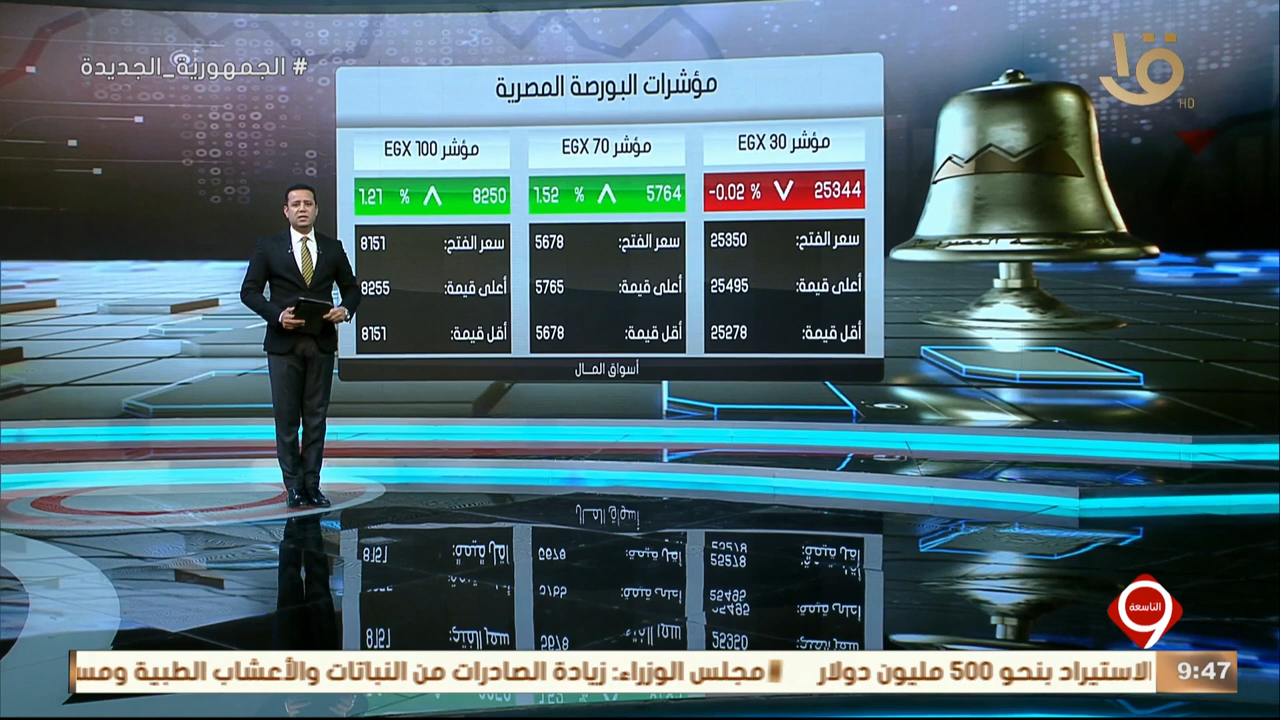 #الجمهورية_الجديدة
HD
مؤشرات البورصة المصرية
مؤشر EGX 30
25344
-0.02 %
سعر الفتح: 25350
أعلى قيمة: 25495
أقل قيمة: 25278
مؤشر EGX 70
5764
% 1.52
سعر الفتح: 5678
أعلى قيمة: 5765
أقل قيمة: 5678
مؤشر EGX 100
8250
% 1.21
سعر الفتح: 8151
أعلى قيمة: 8255
أقل قيمة: 8151
أسواق المـــال
التاسعة
9
9:47
الاستيراد بنحو 500 مليون دولار
مجلس الوزراء: زيادة الصادرات من النباتات والأعشاب الطبية